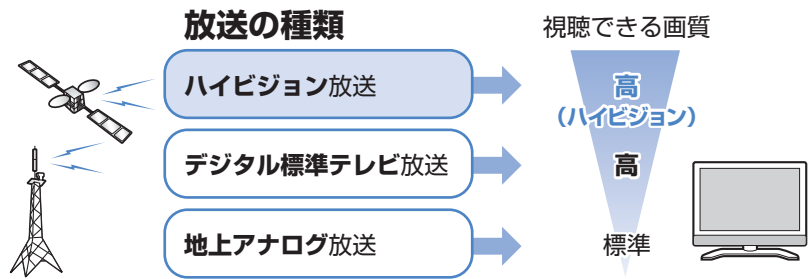 放送の種類
視聴できる画質
ハイビジョン放送
高
（ハイビジョン）
デジタル標準テレビ放送
高
地上アナログ放送
標準